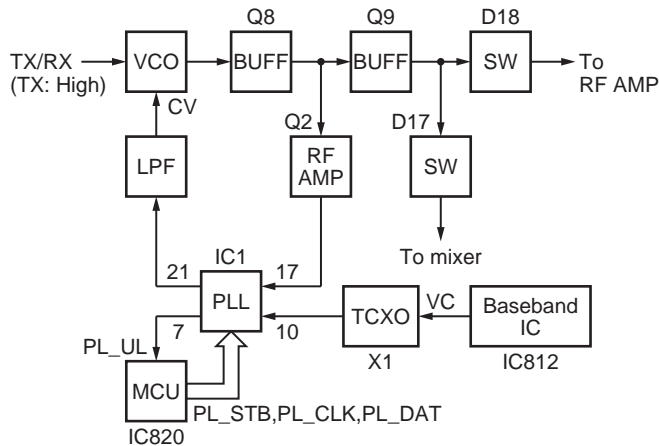 Q8
Q9
D18
TX/RX
(TX: High)
VCO
BUFF
BUFF
SW
To
RF AMP
CV
Q2
D17
LPF
RF
AMP
SW
To mixer
IC1
21
17
PLL
7
10
TCXO
VC
Baseband
IC
X1
IC812
PL_UL
MCU
PL_STB,PL_CLK,PL_DAT
IC820